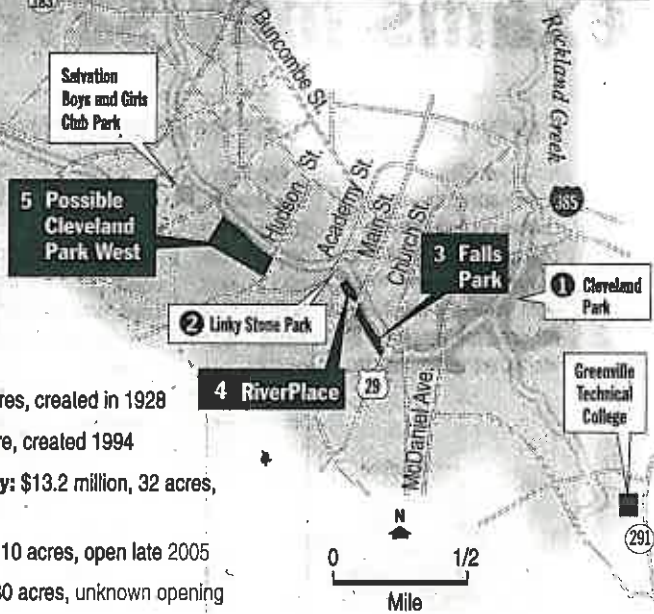 183
Buncombe St.
Rockland Creek
Salvation
Boys and Girls
Club Park
5 Possible
Cleveland
Park West
Hudson St.
Academy St.
Main St.
Church St.
385
3 Falls
Park
1 Cleveland
Park
2 Linky Stone Park
4 RiverPlace
29
McDaniel Ave.
Greenville
Technical
College
291
res, created in 1928
re, created 1994
y: $13.2 million, 32 acres,
10 acres, open late 2005
30 acres, unknown opening
N
0 1/2
Mile